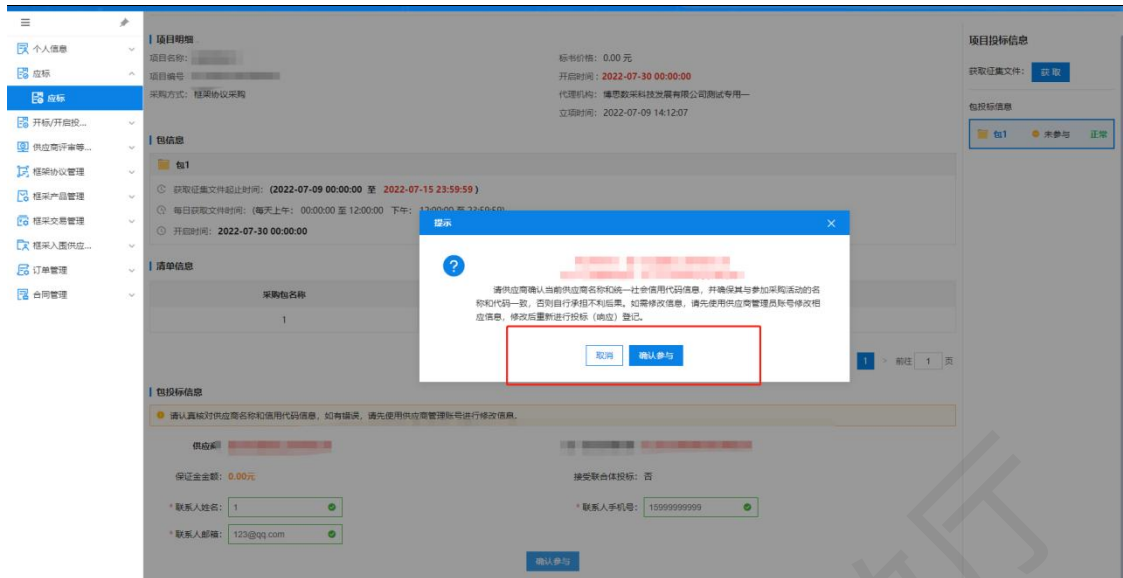 个人信息
应标
应标
开标/开启投...
供应商评审等...
框架协议管理
框采产品管理
框采交易管理
框采入围供应...
订单管理
合同管理
项目明细
项目名称:
标书价格: 0.00 元
项目编号
开启时间: 2022-07-30 00:00:00
采购方式: 框架协议采购
代理机构: 博思数采科技发展有限公司测试专用一
立项时间: 2022-07-09 14:12:07
包信息
包1
获取征集文件起止时间: (2022-07-09 00:00:00 至 2022-07-15 23:59:59 )
每日获取文件时间: (每天上午: 00:00:00 至 12:00:00 下午: 12:00:00 至 23:59:59)
开启时间: 2022-07-30 00:00:00
清单信息
采购包名称
1
1 > 前往 1 页
提示
请供应商确认当前供应商名称和统一社会信用代码信息，并确保其与参加采购活动的名
称和代码一致，否则自行承担不利后果。如需修改信息，请先使用供应商管理员账号修改相
应信息，修改后重新进行投标（响应）登记。
取消 确认参与
包投标信息
请认真核对供应商名称和信用代码信息，如有错误，请先使用供应商管理账号进行修改信息。
供应商
保证金金额: 0.00元
接受联合体投标: 否
*联系人姓名: 1
*联系人手机号: 15999999999
*联系人邮箱: 123@qq.com
确认参与
项目投标信息
获取征集文件: 获取
包投标信息
包1 未参与 正常
厅